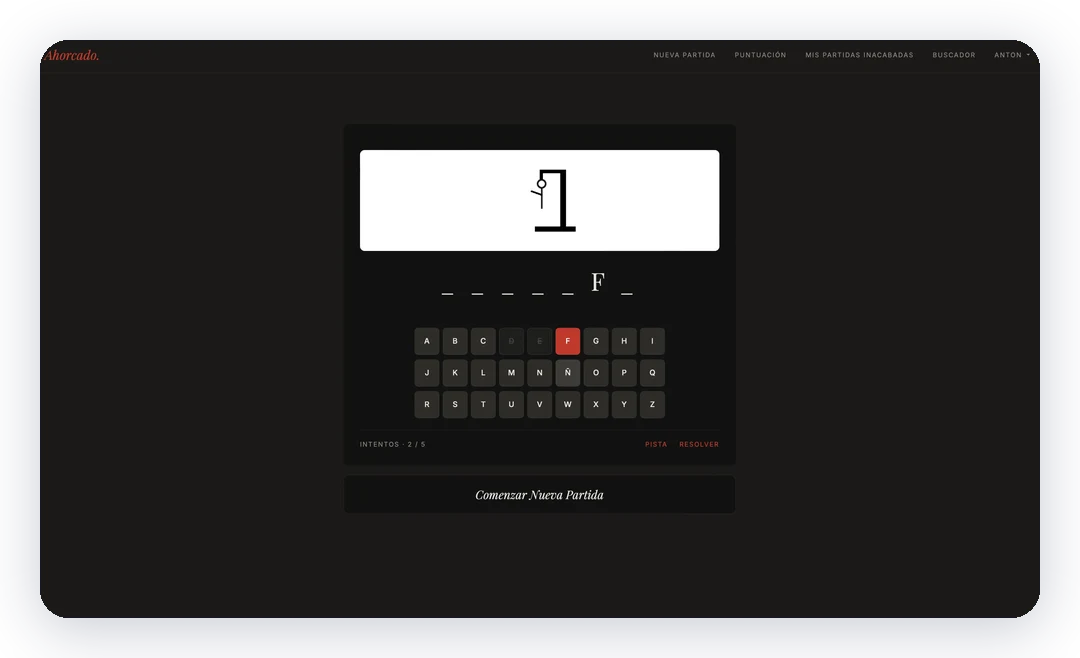 Ahorcado. NUEVA PARTIDA PUNTUACIÓN MIS PARTIDAS INACABADAS BUSCADOR ANTON
_ _ _ _ _ F _
A B C D E F G H I
J K L M N Ñ O P Q
R S T U V W X Y Z
INTENTOS · 2 / 5 PISTA RESOLVER
Comenzar Nueva Partida